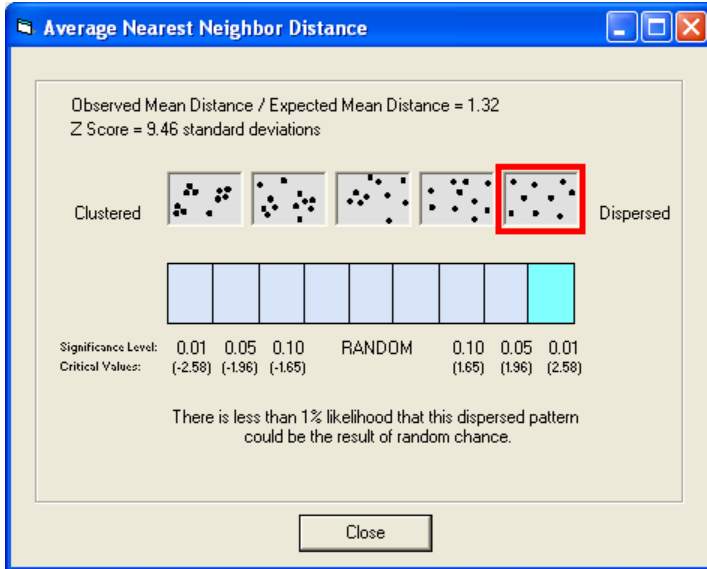 Average Nearest Neighbor Distance
Observed Mean Distance / Expected Mean Distance = 1.32
Z Score = 9.46 standard deviations
Clustered
Dispersed
Significance Level: 0.01 0.05 0.10 RANDOM 0.10 0.05 0.01
Critical Values: (-2.58) (-1.96) (-1.65) (1.65) (1.96) (2.58)
There is less than 1% likelihood that this dispersed pattern
could be the result of random chance.
Close